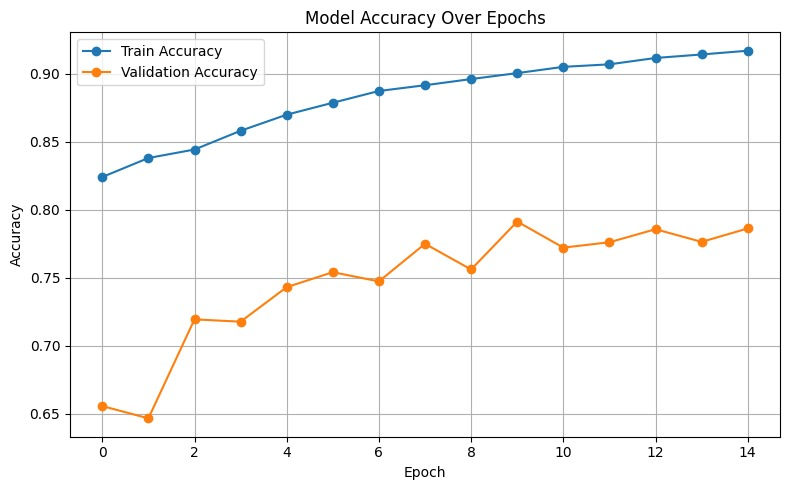 Model Accuracy Over Epochs
Train Accuracy
Validation Accuracy
0.90
0.85
0.80
0.75
0.70
0.65
Accuracy
0 2 4 6 8 10 12 14
Epoch